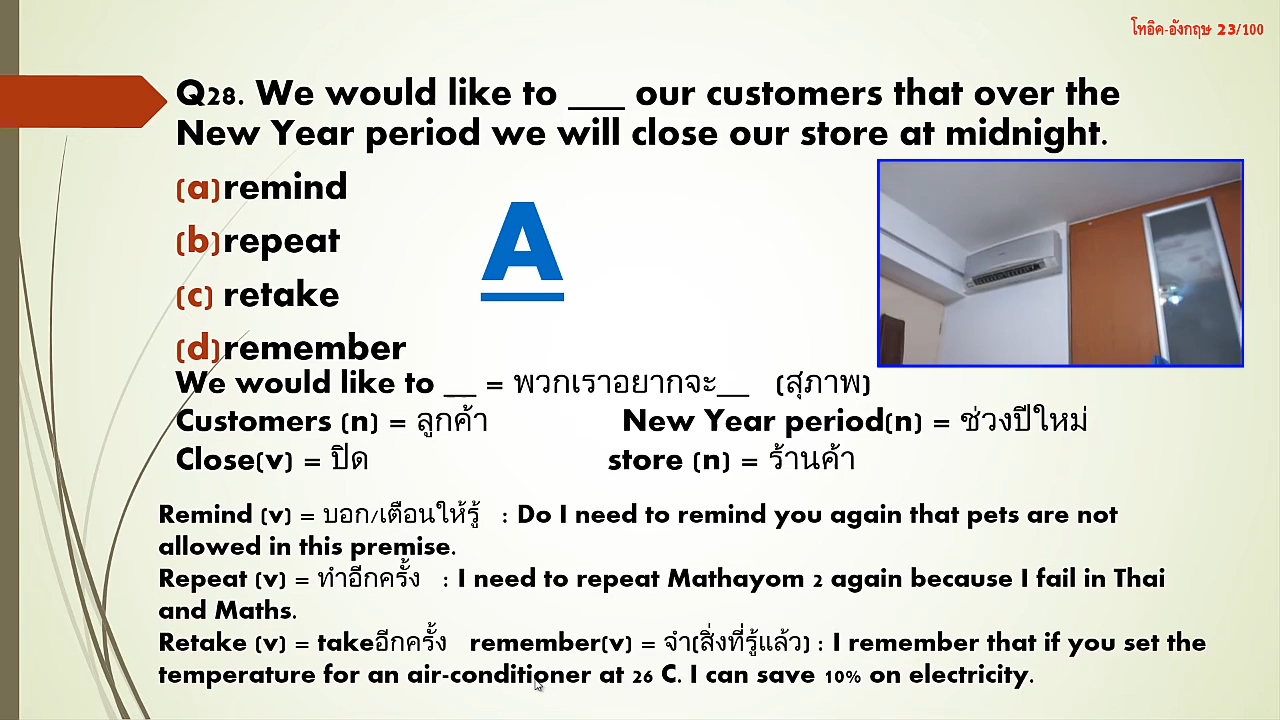 โทอิค-อังกฤษ 23/100
Q28. We would like to ___ our customers that over the
New Year period we will close our store at midnight.
(a)remind
(b)repeat
(c) retake
(d)remember
A
We would like to __ = พวกเราอยากจะ__ (สุภาพ)
Customers (n) = ลูกค้า New Year period(n) = ช่วงปีใหม่
Close(v) = ปิด store (n) = ร้านค้า
Remind (v) = บอก/เตือนให้รู้ : Do I need to remind you again that pets are not
allowed in this premise.
Repeat (v) = ทำอีกครั้ง : I need to repeat Mathayom 2 again because I fail in Thai
and Maths.
Retake (v) = takeอีกครั้ง remember(v) = จำ(สิ่งที่รู้แล้ว) : I remember that if you set the
temperature for an air-conditioner at 26 C. I can save 10% on electricity.